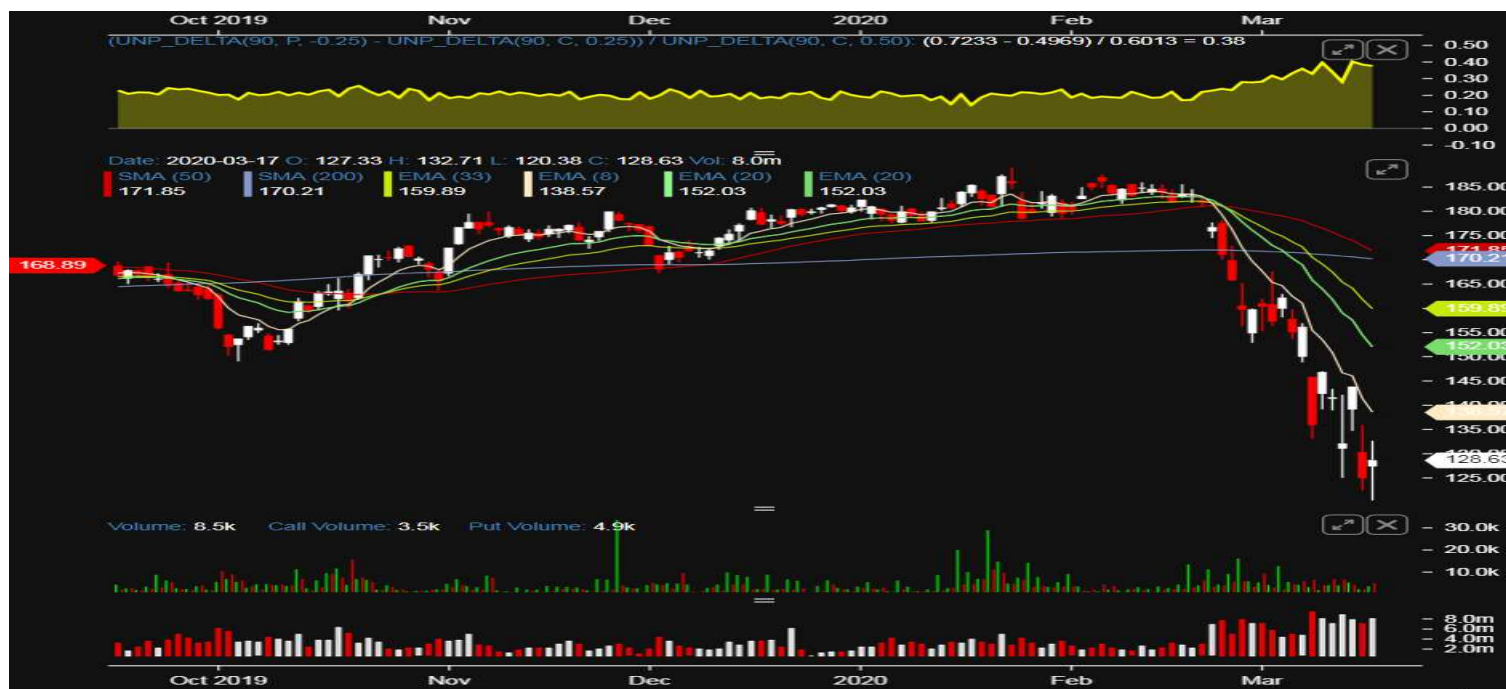 Oct 2019 Nov Dec 2020 Feb Mar
(UNP_DELTA(90, P, -0.25) - UNP_DELTA(90, C, 0.25)) / UNP_DELTA(90, C, 0.50): (0.7233 - 0.4969) / 0.6013 = 0.38
0.50
0.40
0.30
0.20
0.10
0.00
-0.10
Date: 2020-03-17 O: 127.33 H: 132.71 L: 120.38 C: 128.63 Vol: 8.0m
SMA (50) SMA (200) EMA (33) EMA (8) EMA (20) EMA (20)
171.85 170.21 159.89 138.57 152.03 152.03
185.00
180.00
175.00
171.85
170.21
168.89
165.00
159.89
155.00
152.03
150.00
145.00
135.00
128.63
125.00
Volume: 8.5k Call Volume: 3.5k Put Volume: 4.9k
30.0k
20.0k
10.0k
8.0m
6.0m
4.0m
2.0m
Oct 2019 Nov Dec 2020 Feb Mar